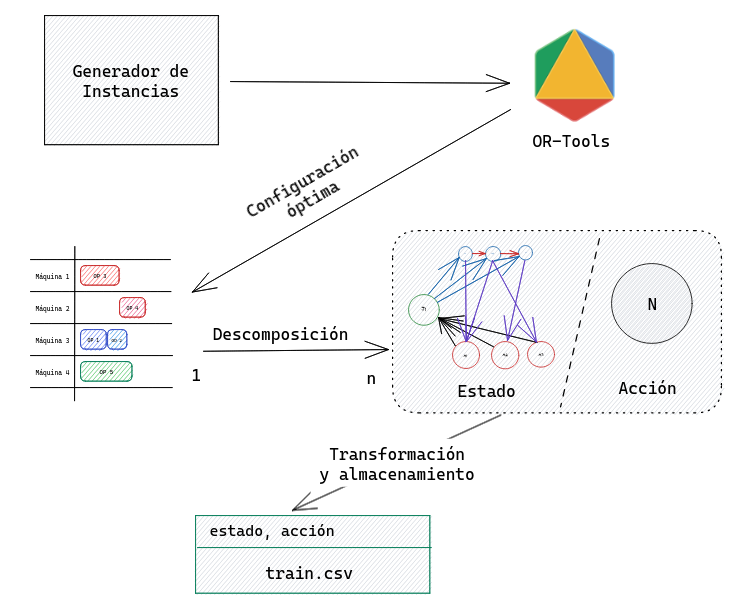 Generador de
Instancias
OR-Tools
Configuración
óptima
Máquina 1
OP 3
Máquina 2
OP 4
Máquina 3
OP 1
OP 2
Máquina 4
OP 5
Descomposición
1
n
J1
N
Estado
Acción
Transformación
y almacenamiento
estado, acción
train.csv